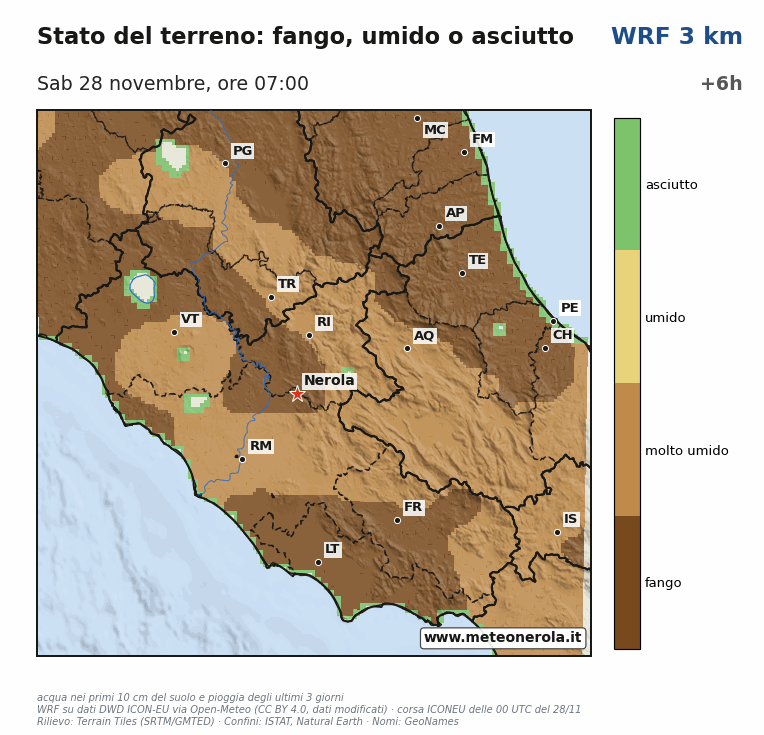 Stato del terreno: fango, umido o asciutto WRF 3 km
Sab 28 novembre, ore 07:00 +6h
MC
FM
PG
AP
TE
TR
PE
VT
RI
AQ
CH
Nerola
RM
FR
IS
LT
www.meteonerola.it
asciutto
umido
molto umido
fango
acqua nei primi 10 cm del suolo e pioggia degli ultimi 3 giorni
WRF su dati DWD ICON-EU via Open-Meteo (CC BY 4.0, dati modificati) · corsa ICONEU delle 00 UTC del 28/11
Rilievo: Terrain Tiles (SRTM/GMTED) · Confini: ISTAT, Natural Earth · Nomi: GeoNames